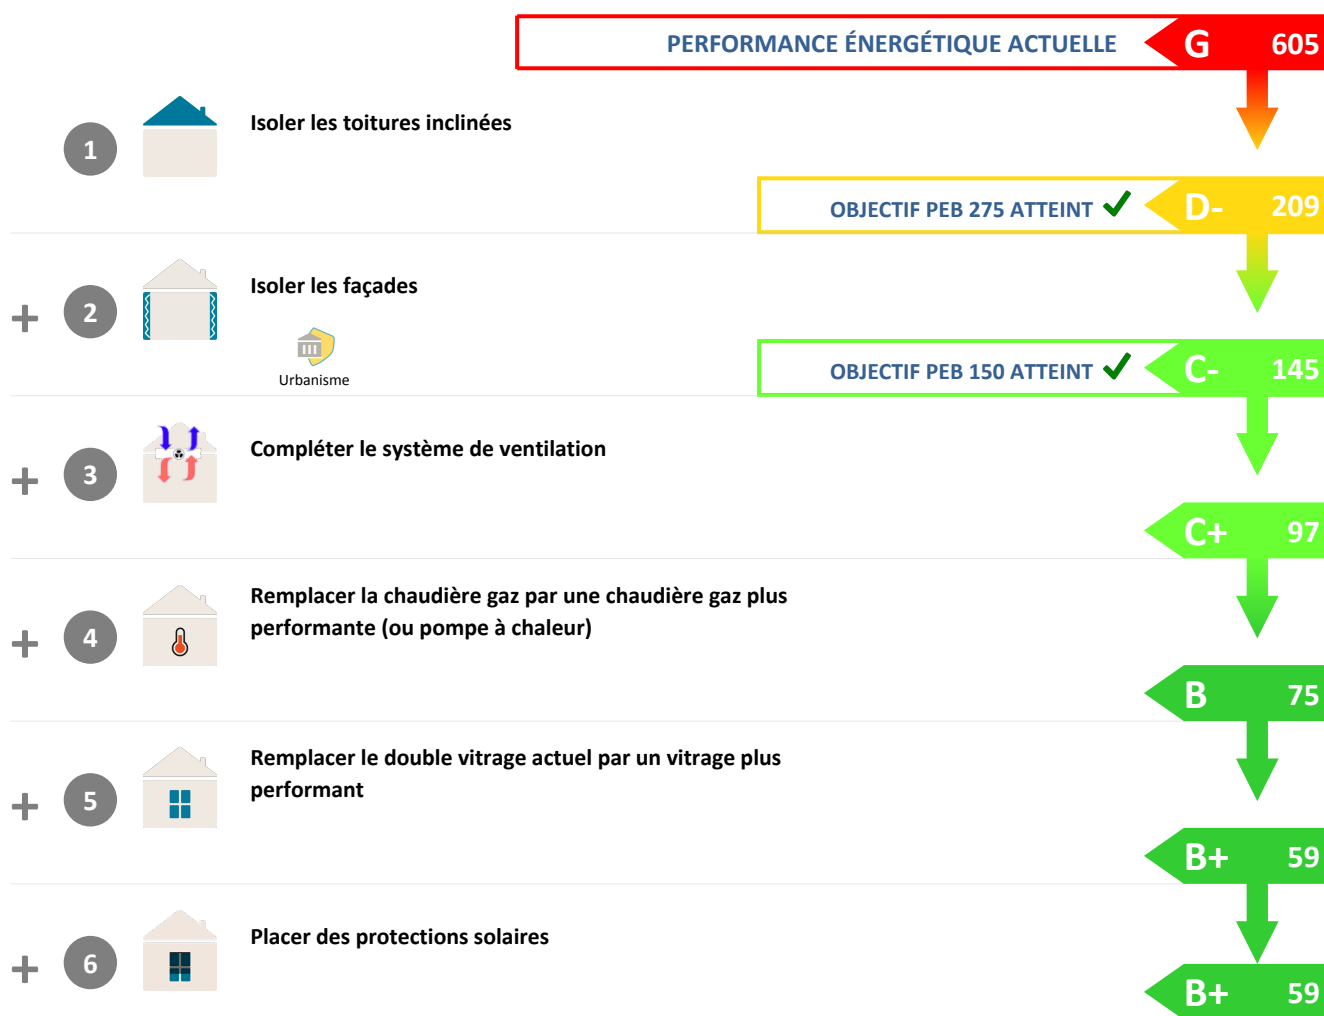 PERFORMANCE ÉNERGÉTIQUE ACTUELLE G 605
1 Isoler les toitures inclinées
OBJECTIF PEB 275 ATTEINT D- 209
+ 2 Isoler les façades
Urbanisme
OBJECTIF PEB 150 ATTEINT C- 145
+ 3 Compléter le système de ventilation
C+ 97
+ 4 Remplacer la chaudière gaz par une chaudière gaz plus
performante (ou pompe à chaleur)
B 75
+ 5 Remplacer le double vitrage actuel par un vitrage plus
performant
B+ 59
+ 6 Placer des protections solaires
B+ 59